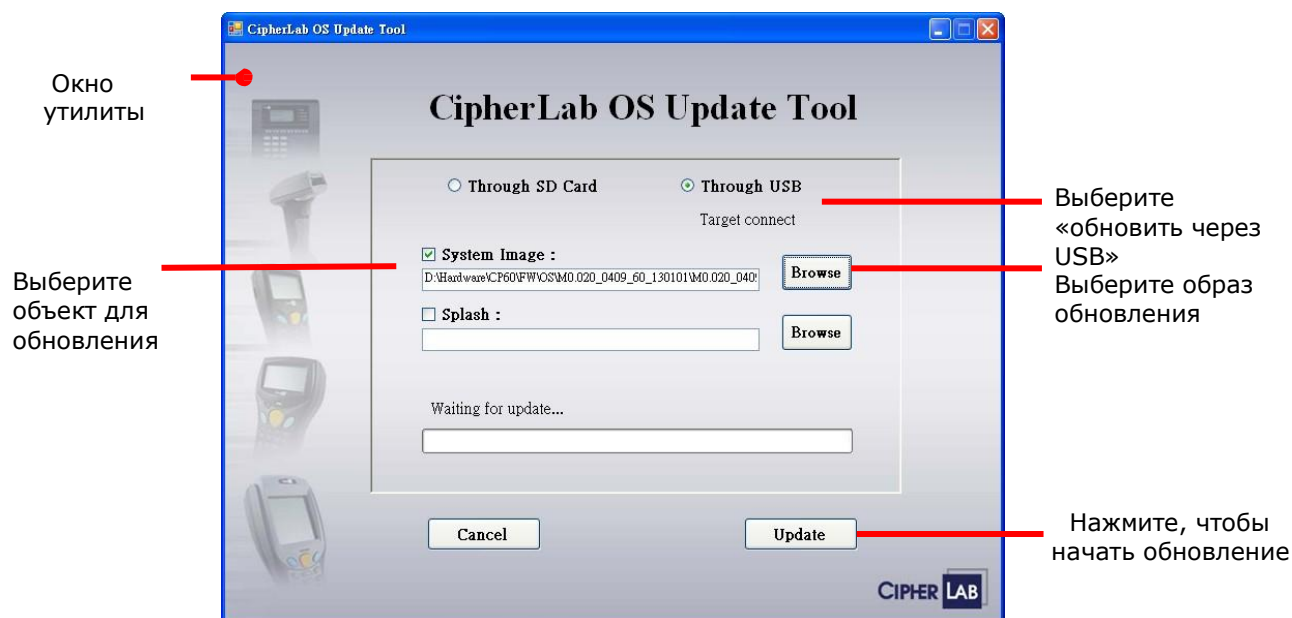 CipherLab OS Update Tool
Окно
утилиты
CipherLab OS Update Tool
Through SD Card
Through USB
Target connect
Выберите
«обновить через
USB»
Выберите образ
обновления
Выберите
объект для
обновления
System Image :
D:\Hardware\CP60\FW\OS\M0.020_0409_60_130101\M0.020_040
Browse
Splash :
Browse
Waiting for update...
Cancel
Update
Нажмите, чтобы
начать обновление
CIPHER LAB